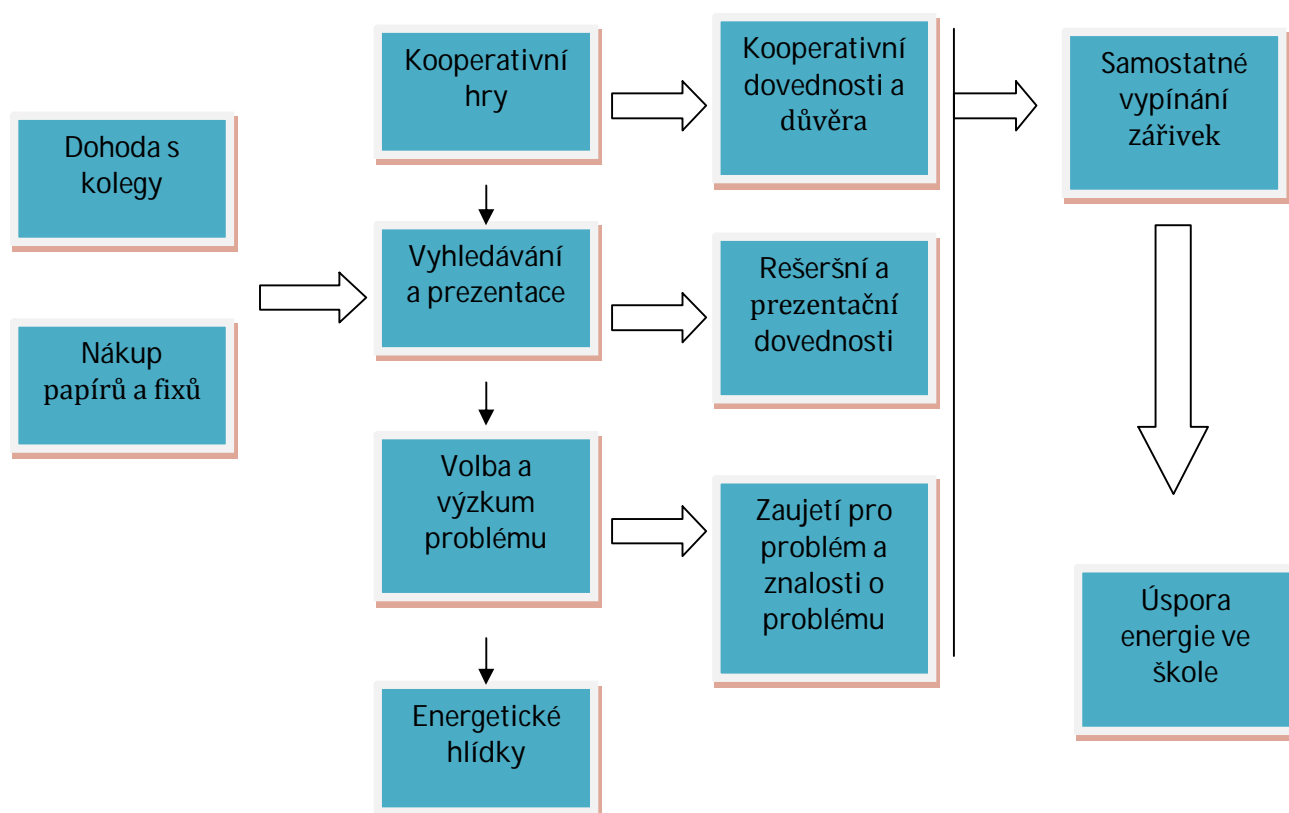 Dohoda s
kolegy
Nákup
papírů a fixů
Kooperativní
hry
Vyhledávání
a prezentace
Volba a
výzkum
problému
Energetické
hlídky
Kooperativní
dovednosti a
důvěra
Rešeršní a
prezentační
dovednosti
Zaujetí pro
problém a
znalosti o
problému
Samostatné
vypínání
zářivek
Úspora
energie ve
škole